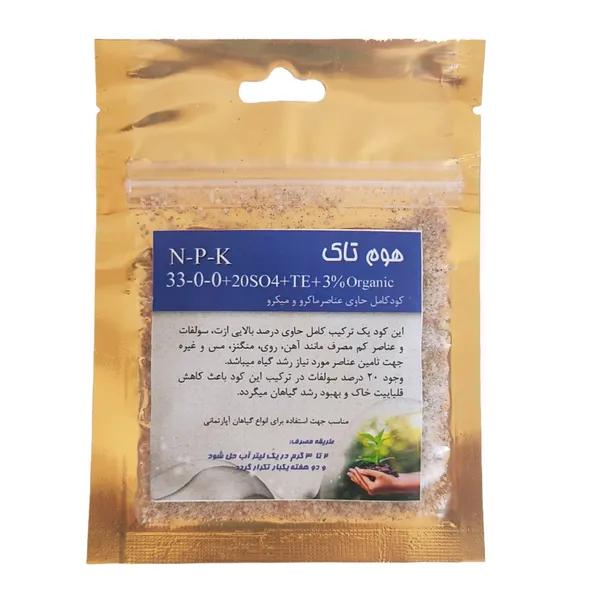 هوم تاک
N-P-K
33-0-0+20SO4+TE+3%Organic
کودکامل حاوی عناصرماکرو و میکرو
این کود یک ترکیب کامل حاوی درصد بالایی ازت، سولفات
و عناصر کم مصرف مانند آهن، روی، منگنز، مس و غیره
جهت تامین عناصر مورد نیاز رشد گیاه میباشد.
وجود ۲۰ درصد سولفات در ترکیب این کود باعث کاهش
قلیاییت خاک و بهبود رشد گیاهان میگردد.
مناسب جهت استفاده برای انواع گیاهان آپارتمانی
طریقه مصرف:
۲ تا ۳ گرم در یک لیتر آب حل شود
و دو هفته یکبار تکرار گردد.